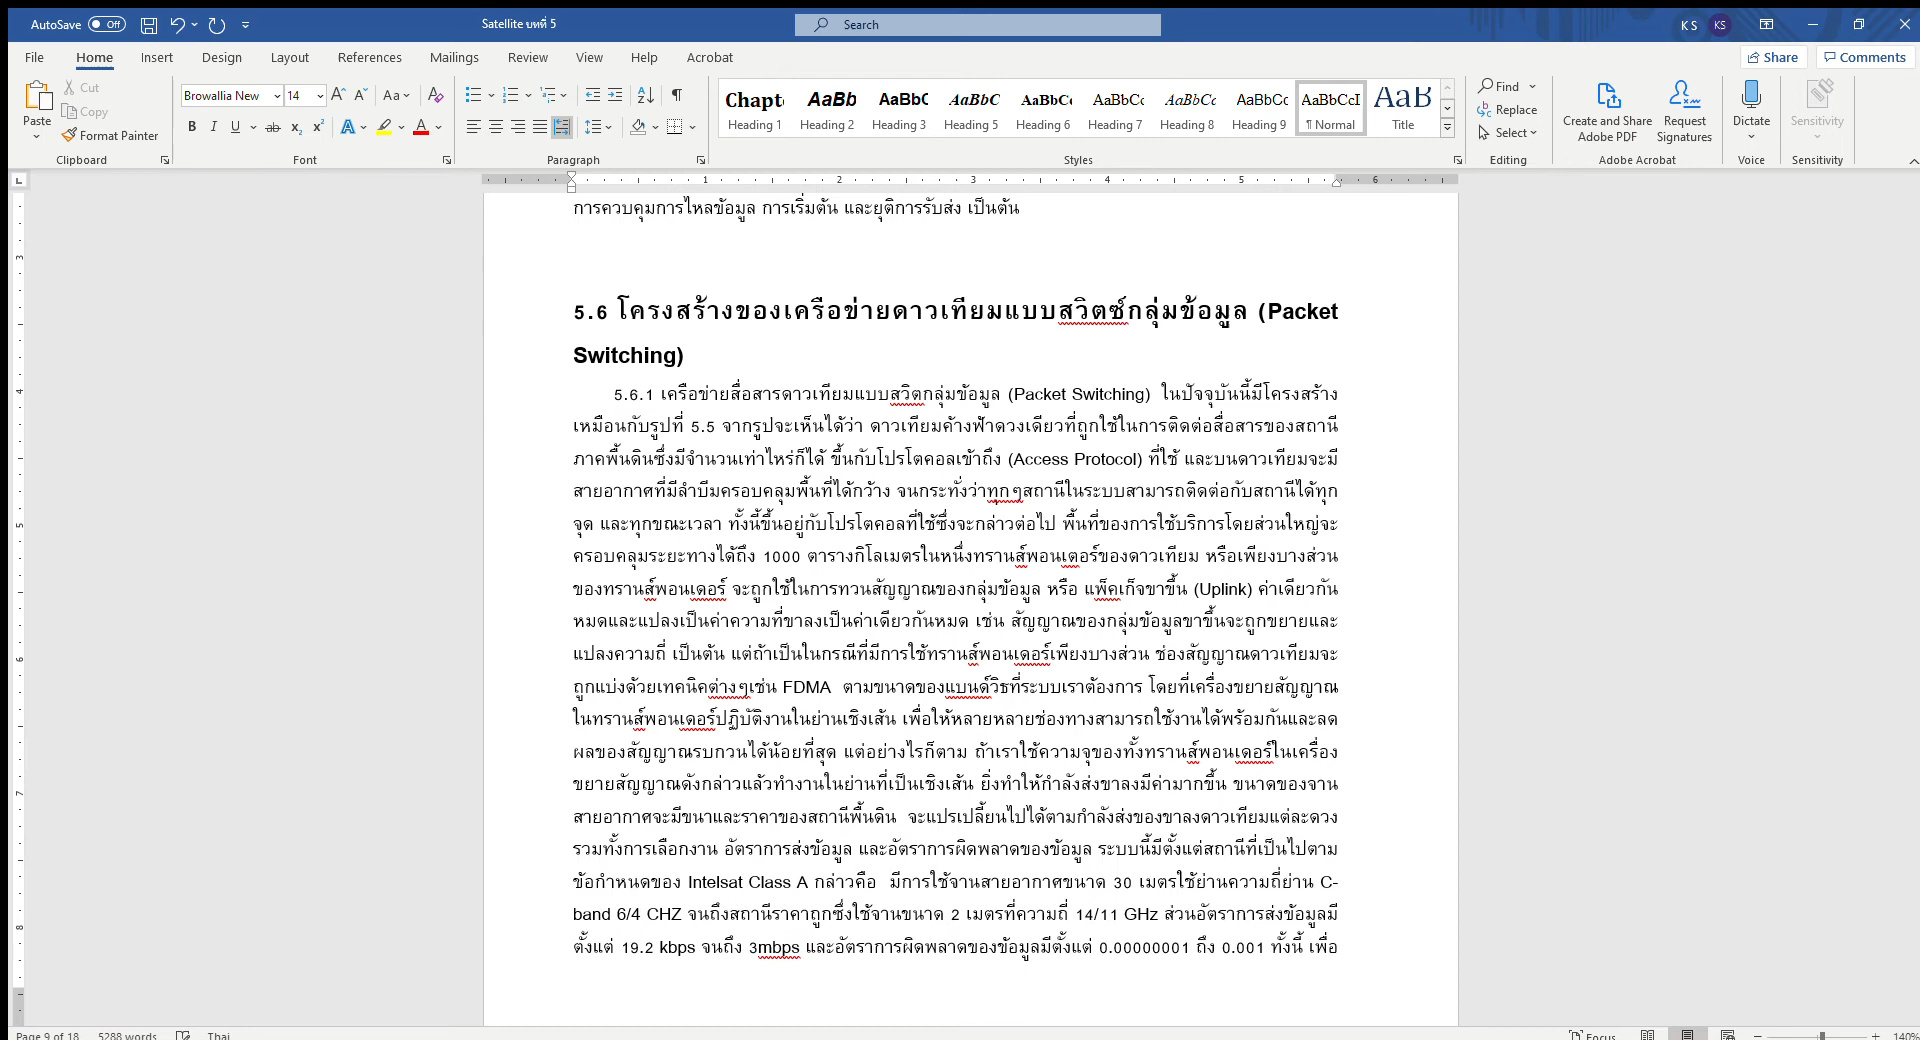 AutoSave Off
Satellite บทที่ 5
Search
K S KS
File Home Insert Design Layout References Mailings Review View Help Acrobat
Share Comments
Paste
Cut
Copy
Format Painter
Clipboard
Browallia New 14
Font
Paragraph
Chapt AaBb AaBbC AaBbC AaBbCc AaBbCc AaBbCc AaBbCc AaBbCcI AaB
Heading 1 Heading 2 Heading 3 Heading 5 Heading 6 Heading 7 Heading 8 Heading 9 ¶ Normal Title
Styles
Find
Replace
Select
Editing
Create and Share Adobe PDF
Request Signatures
Adobe Acrobat
Dictate
Voice
Sensitivity
Sensitivity
1 2 3 4 5 6
การควบคุมการไหลข้อมูล การเริ่มต้น และยุติการรับส่ง เป็นต้น
5.6 โครงสร้างของเครือข่ายดาวเทียมแบบสวิตซ์กลุ่มข้อมูล (Packet
Switching)
5.6.1 เครือข่ายสื่อสารดาวเทียมแบบสวิตกลุ่มข้อมูล (Packet Switching) ในปัจจุบันนี้มีโครงสร้าง
เหมือนกับรูปที่ 5.5 จากรูปจะเห็นได้ว่า ดาวเทียมค้างฟ้าดวงเดียวที่ถูกใช้ในการติดต่อสื่อสารของสถานี
ภาคพื้นดินซึ่งมีจำนวนเท่าไหร่ก็ได้ ขึ้นกับโปรโตคอลเข้าถึง (Access Protocol) ที่ใช้ และบนดาวเทียมจะมี
สายอากาศที่มีลำบีมครอบคลุมพื้นที่ได้กว้าง จนกระทั่งว่าทุกๆสถานีในระบบสามารถติดต่อกับสถานีได้ทุก
จุด และทุกขณะเวลา ทั้งนี้ขึ้นอยู่กับโปรโตคอลที่ใช้ซึ่งจะกล่าวต่อไป พื้นที่ของการใช้บริการโดยส่วนใหญ่จะ
ครอบคลุมระยะทางได้ถึง 1000 ตารางกิโลเมตรในหนึ่งทรานส์พอนเตอร์ของดาวเทียม หรือเพียงบางส่วน
ของทรานส์พอนเดอร์ จะถูกใช้ในการทวนสัญญาณของกลุ่มข้อมูล หรือ แพ็คเก็จขาขึ้น (Uplink) ค่าเดียวกัน
หมดและแปลงเป็นค่าความที่ขาลงเป็นค่าเดียวกันหมด เช่น สัญญาณของกลุ่มข้อมูลขาขึ้นจะถูกขยายและ
แปลงความถี่ เป็นต้น แต่ถ้าเป็นในกรณีที่มีการใช้ทรานส์พอนเดอร์เพียงบางส่วน ช่องสัญญาณดาวเทียมจะ
ถูกแบ่งด้วยเทคนิคต่างๆเช่น FDMA ตามขนาดของแบนด์วิธที่ระบบเราต้องการ โดยที่เครื่องขยายสัญญาณ
ในทรานส์พอนเดอร์ปฏิบัติงานในย่านเชิงเส้น เพื่อให้หลายหลายช่องทางสามารถใช้งานได้พร้อมกันและลด
ผลของสัญญาณรบกวนได้น้อยที่สุด แต่อย่างไรก็ตาม ถ้าเราใช้ความจุของทั้งทรานส์พอนเดอร์ในเครื่อง
ขยายสัญญาณดังกล่าวแล้วทำงานในย่านที่เป็นเชิงเส้น ยิ่งทำให้กำลังส่งขาลงมีค่ามากขึ้น ขนาดของจาน
สายอากาศจะมีขนาและราคาของสถานีพื้นดิน จะแปรเปลี้ยนไปได้ตามกำลังส่งของขาลงดาวเทียมแต่ละดวง
รวมทั้งการเลือกงาน อัตราการส่งข้อมูล และอัตราการผิดพลาดของข้อมูล ระบบนี้มีตั้งแต่สถานีที่เป็นไปตาม
ข้อกำหนดของ Intelsat Class A กล่าวคือ มีการใช้จานสายอากาศขนาด 30 เมตรใช้ย่านความถี่ย่าน C-
band 6/4 CHZ จนถึงสถานีราคาถูกซึ่งใช้จานขนาด 2 เมตรที่ความถี่ 14/11 GHz ส่วนอัตราการส่งข้อมูลมี
ตั้งแต่ 19.2 kbps จนถึง 3mbps และอัตราการผิดพลาดของข้อมูลมีตั้งแต่ 0.00000001 ถึง 0.001 ทั้งนี้ เพื่อ
Page 9 of 18 5288 words Thai
Focus 140%